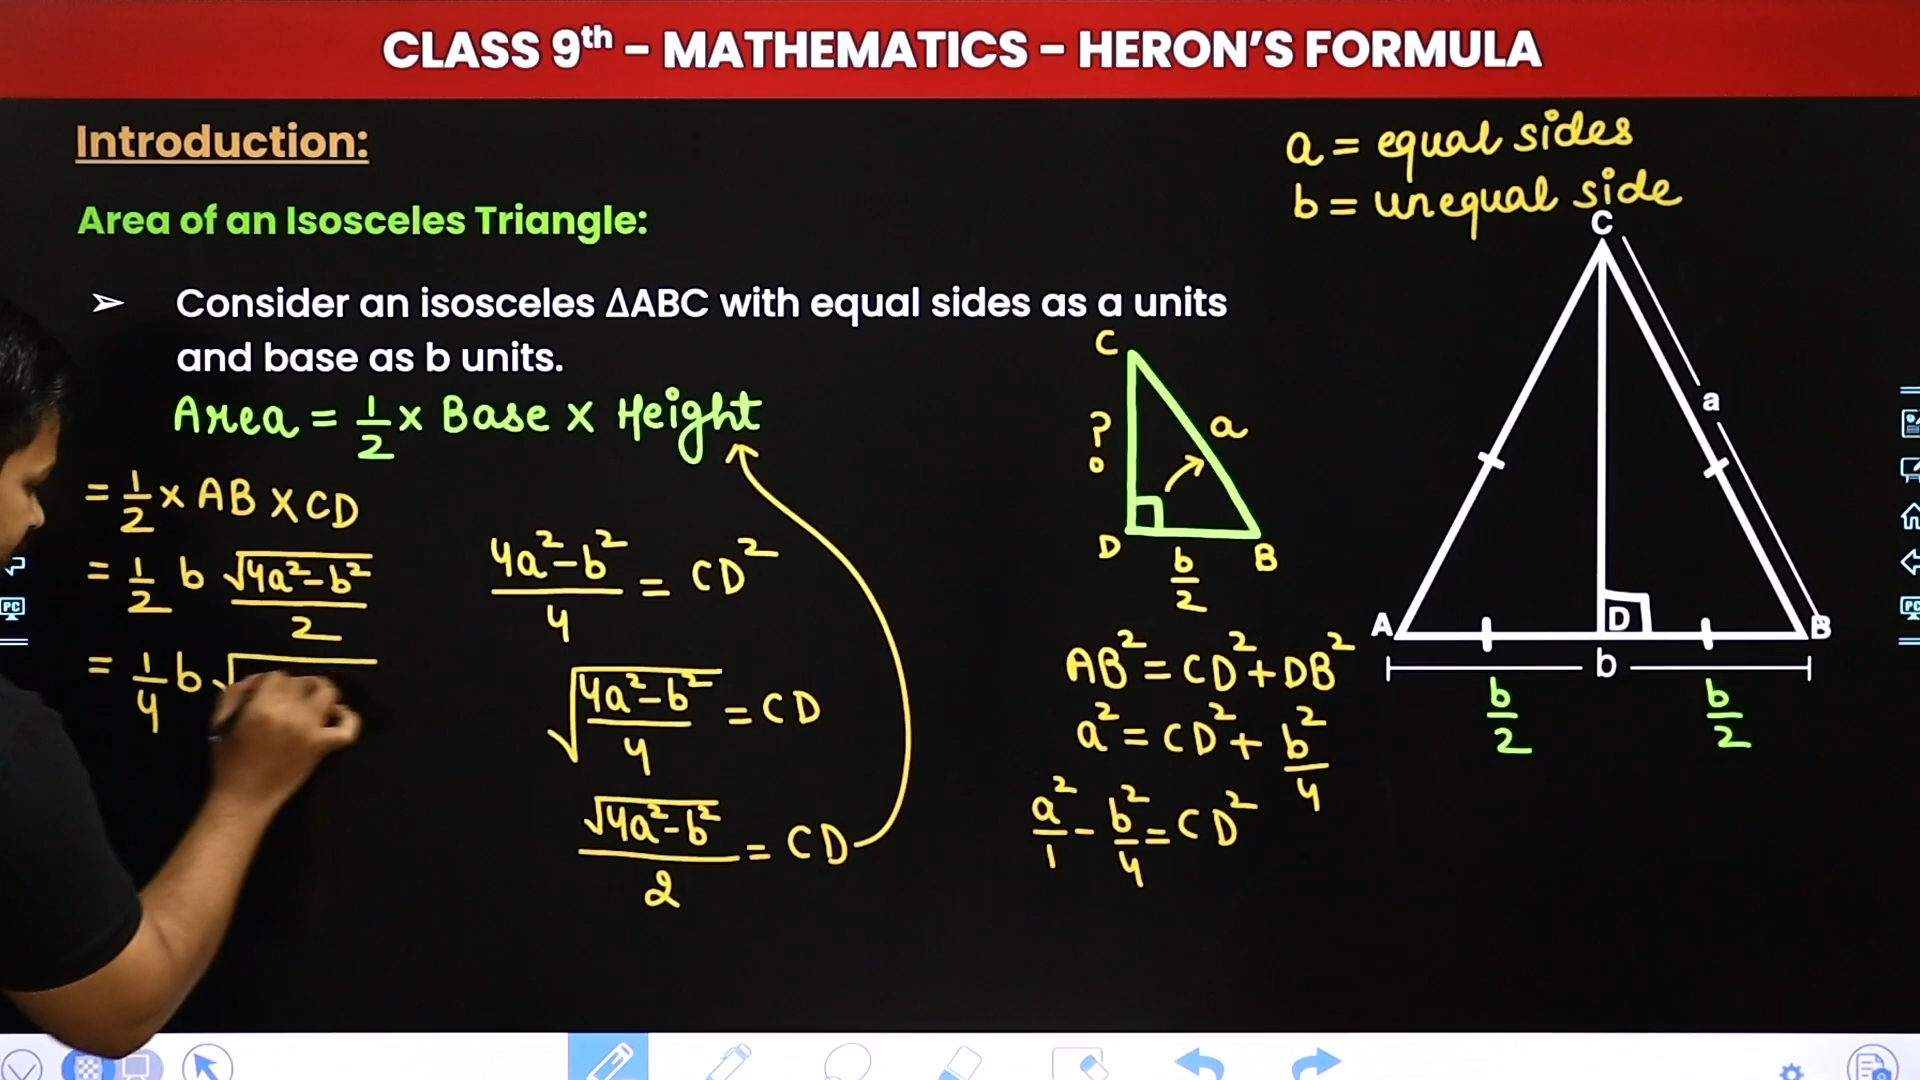 CLASS 9th – MATHEMATICS – HERON'S FORMULA
Introduction:
a = equal sides
b = unequal side
Area of an Isosceles Triangle:
➢ Consider an isosceles ΔABC with equal sides as a units
and base as b units.
Area = 1/2 × Base × Height
= 1/2 × AB × CD
= 1/2 b √(4a²-b²)/2
= 1/4 b √
(4a²-b²)/4 = CD²
√((4a²-b²)/4) = CD
√(4a²-b²)/2 = CD
C
?
a
D
b/2
B
AB² = CD² + DB²
a² = CD² + b²/4
a²/1 - b²/4 = CD²
C
a
A
D
B
b
b/2
b/2
PC
PC